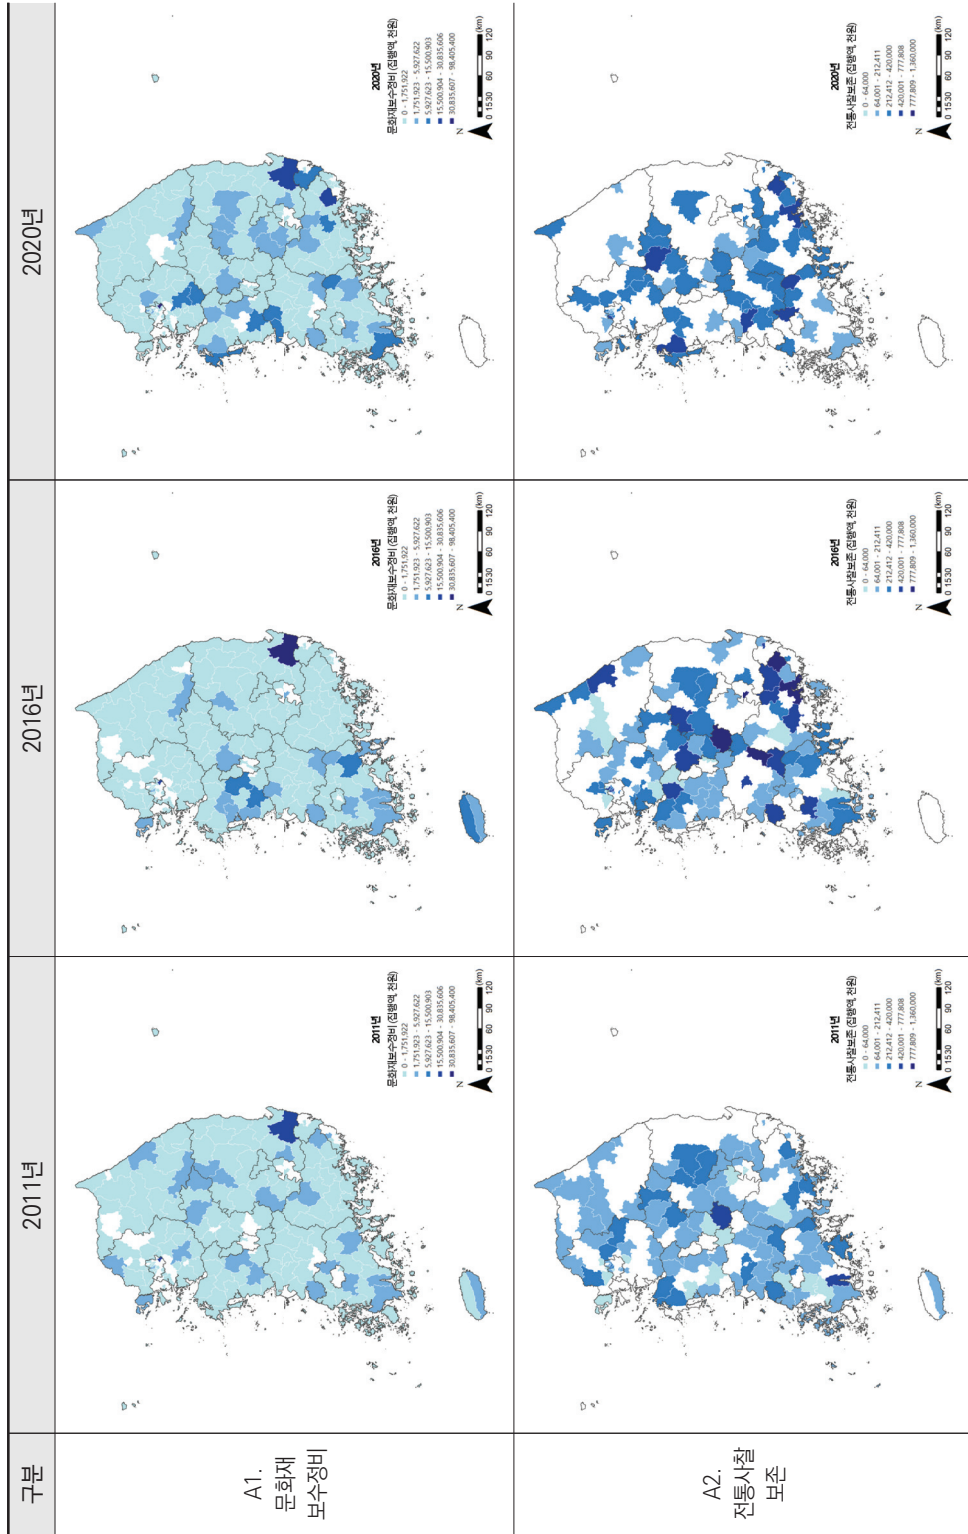 구분
2011년
2016년
2020년
A1.
문화재
보수정비
2011년
문화재보수정비 (집행액, 천원)
0 - 1,751,922
1,751,923 - 5,927,622
5,927,623 - 15,500,903
15,500,904 - 30,835,606
30,835,607 - 98,405,400
N
0 1530 60 90 120 (km)
2016년
문화재보수정비 (집행액, 천원)
0 - 1,751,922
1,751,923 - 5,927,622
5,927,623 - 15,500,903
15,500,904 - 30,835,606
30,835,607 - 98,405,400
N
0 1530 60 90 120 (km)
2020년
문화재보수정비 (집행액, 천원)
0 - 1,751,922
1,751,923 - 5,927,622
5,927,623 - 15,500,903
15,500,904 - 30,835,606
30,835,607 - 98,405,400
N
0 1530 60 90 120 (km)
A2.
전통사찰
보존
2011년
전통사찰보존 (집행액, 천원)
0 - 64,000
64,001 - 212,411
212,412 - 420,000
420,001 - 777,808
777,809 - 1,360,000
N
0 1530 60 90 120 (km)
2016년
전통사찰보존 (집행액, 천원)
0 - 64,000
64,001 - 212,411
212,412 - 420,000
420,001 - 777,808
777,809 - 1,360,000
N
0 1530 60 90 120 (km)
2020년
전통사찰보존 (집행액, 천원)
0 - 64,000
64,001 - 212,411
212,412 - 420,000
420,001 - 777,808
777,809 - 1,360,000
N
0 1530 60 90 120 (km)